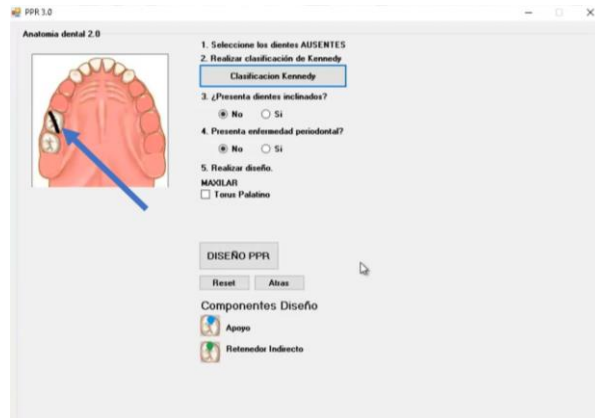 PPR 3.0
Anatomia dental 2.0
1. Seleccione los dientes AUSENTES
2. Realizar clasificación de Kennedy
Clasificacion Kennedy
3. ¿Presenta dientes inclinados?
No Si
4. Presenta enfermedad periodontal?
No Si
5. Realizar diseño.
MAXILAR
Torus Palatino
DISEÑO PPR
Reset Atras
Componentes Diseño
Apoyo
Retenedor Indirecto